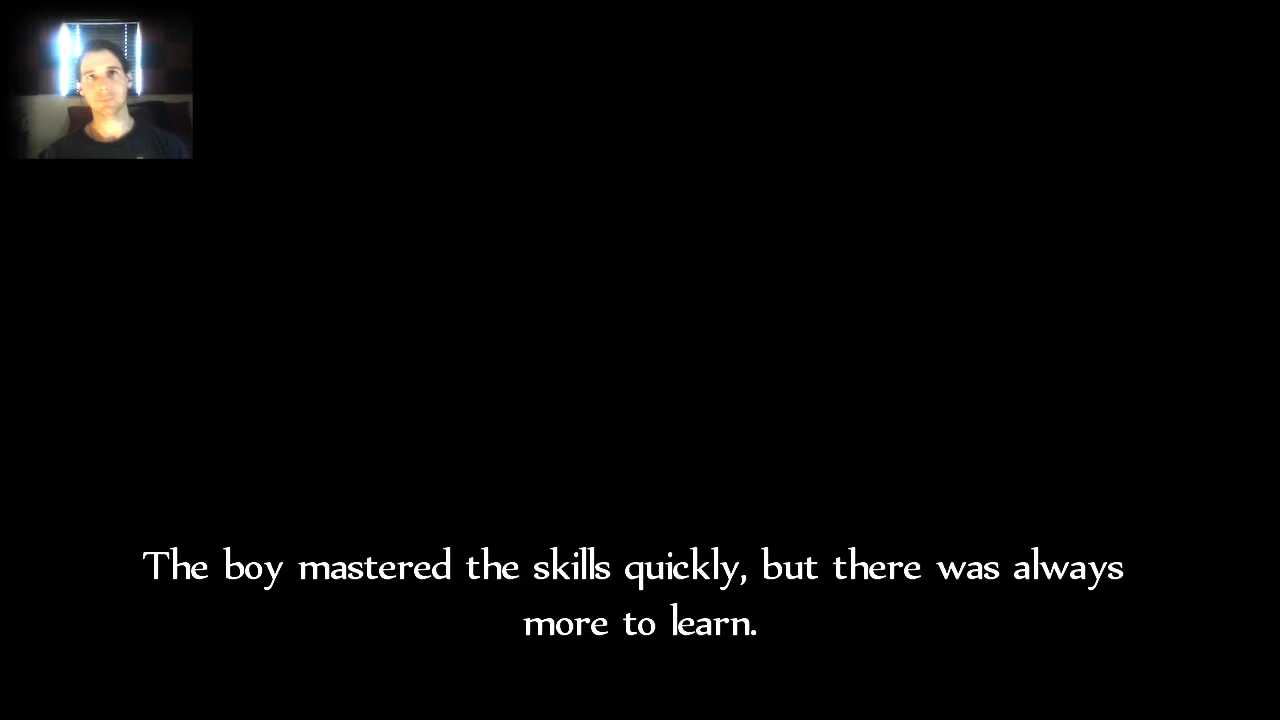 The boy mastered the skills quickly, but there was always
more to learn.